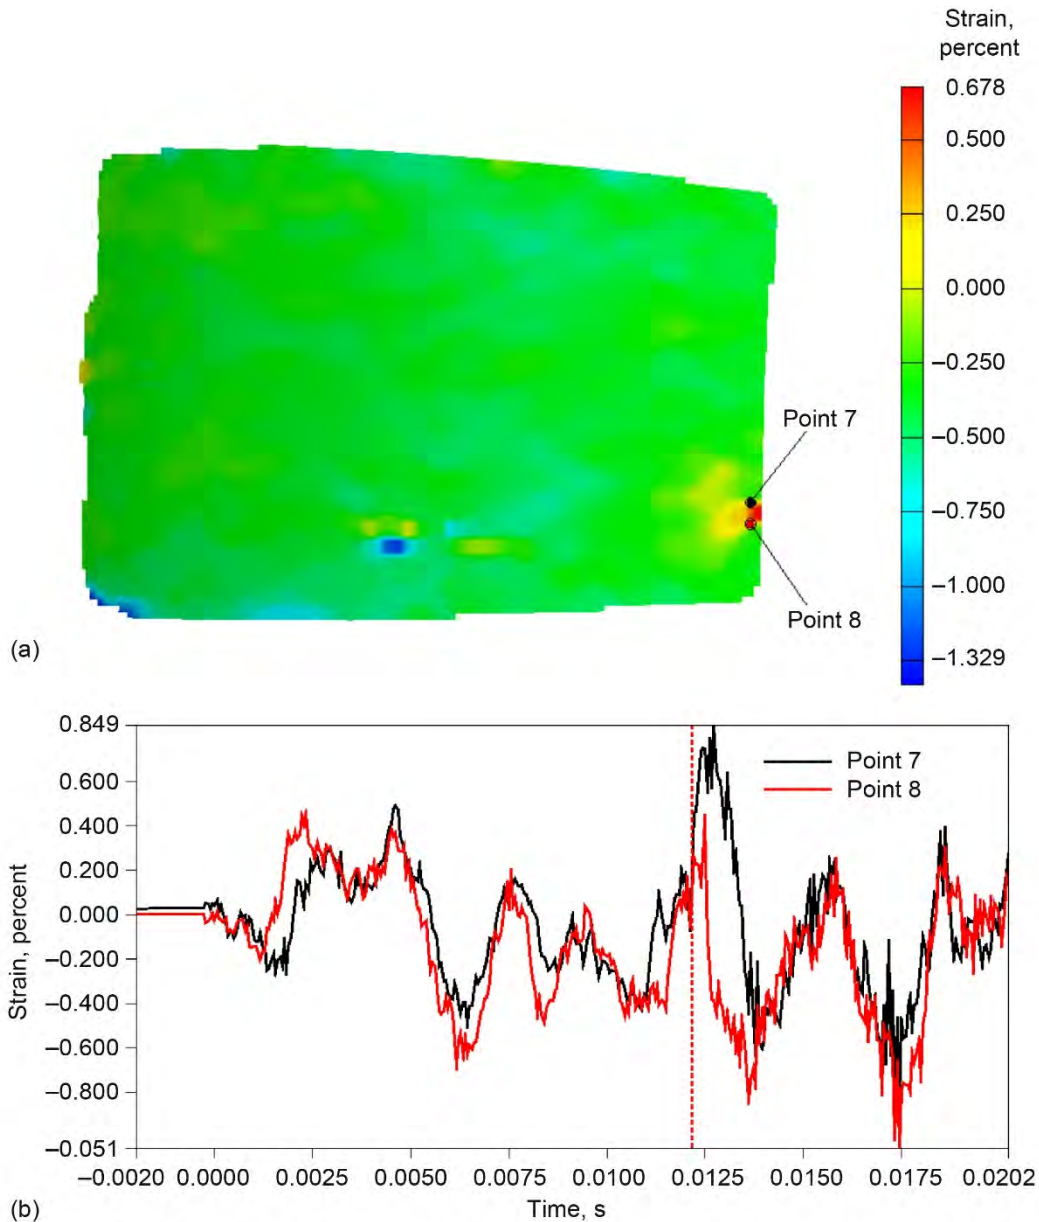 Strain,
percent
0.678
0.500
0.250
0.000
–0.250
–0.500
–0.750
–1.000
–1.329
Point 7
Point 8
(a)
0.849
0.600
0.400
0.200
0.000
–0.200
–0.400
–0.600
–0.800
–0.051
Strain, percent
Point 7
Point 8
–0.0020 0.0000 0.0025 0.0050 0.0075 0.0100 0.0125 0.0150 0.0175 0.0202
Time, s
(b)